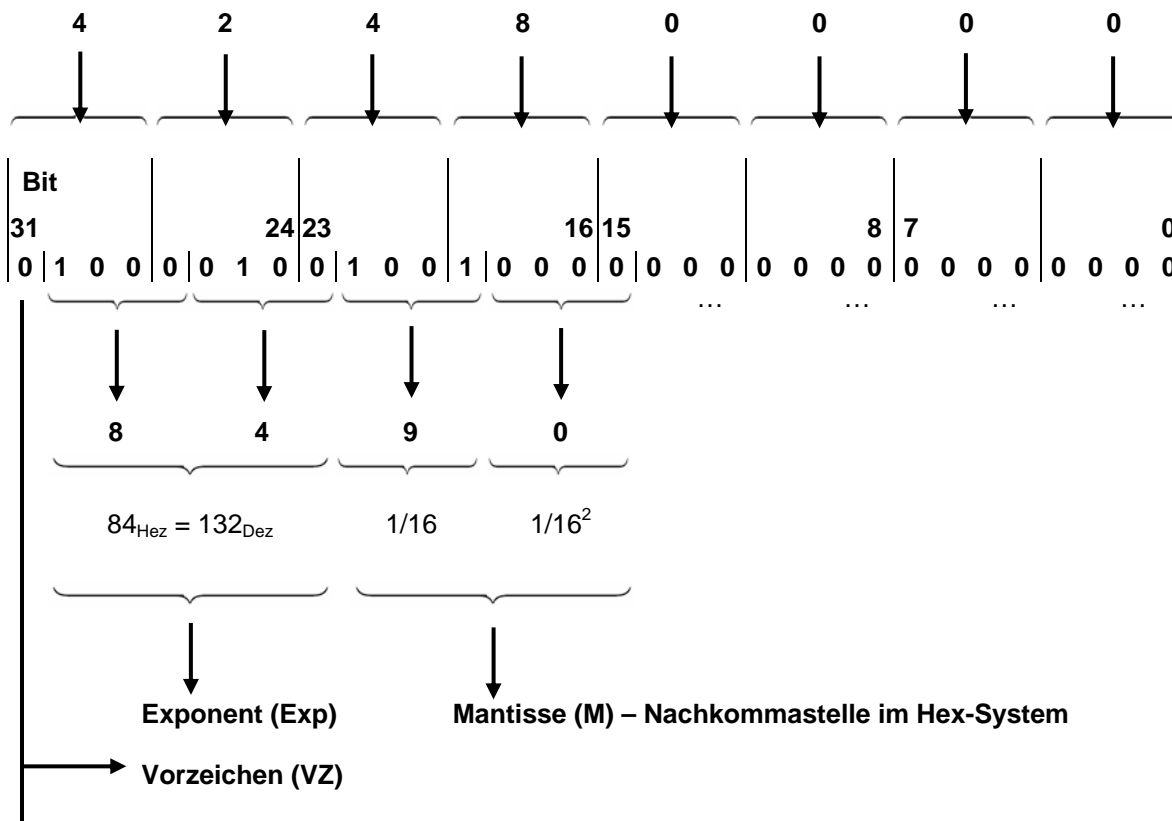 4 2 4 8 0 0 0 0
Bit
31 24 23 16 15 8 7 0
0 1 0 0 0 0 1 0 0 1 0 0 1 0 0 0 0 0 0 0 0 0 0 0 0 0 0 0 0 0 0 0
… … … …
8 4 9 0
84Hez = 132Dez 1/16 1/16²
Exponent (Exp) Mantisse (M) – Nachkommastelle im Hex-System
Vorzeichen (VZ)